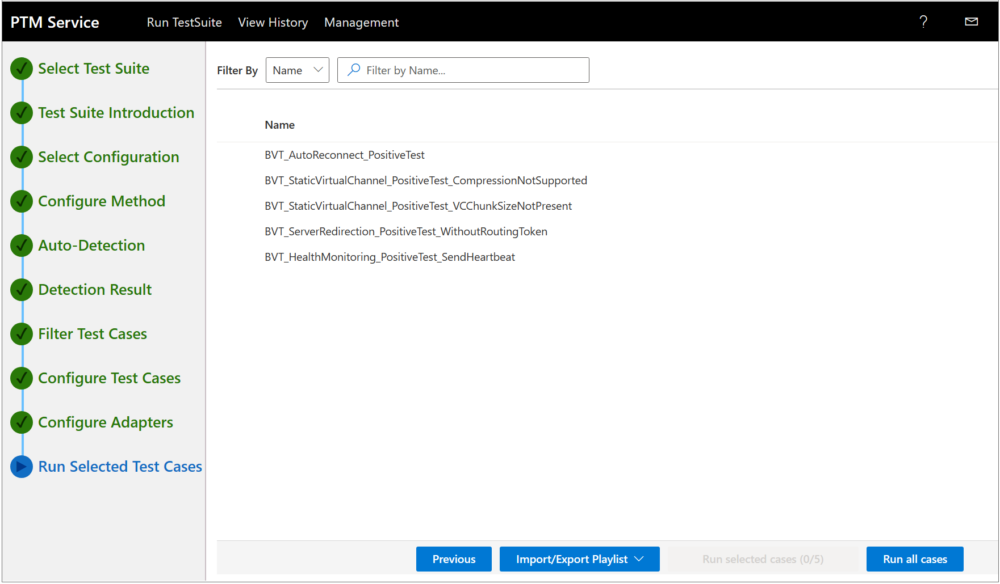 PTM Service Run TestSuite View History Management ?
Select Test Suite
Test Suite Introduction
Select Configuration
Configure Method
Auto-Detection
Detection Result
Filter Test Cases
Configure Test Cases
Configure Adapters
Run Selected Test Cases
Filter By Name Filter by Name...
Name
BVT_AutoReconnect_PositiveTest
BVT_StaticVirtualChannel_PositiveTest_CompressionNotSupported
BVT_StaticVirtualChannel_PositiveTest_VCChunkSizeNotPresent
BVT_ServerRedirection_PositiveTest_WithoutRoutingToken
BVT_HealthMonitoring_PositiveTest_SendHeartbeat
Previous Import/Export Playlist Run selected cases (0/5) Run all cases